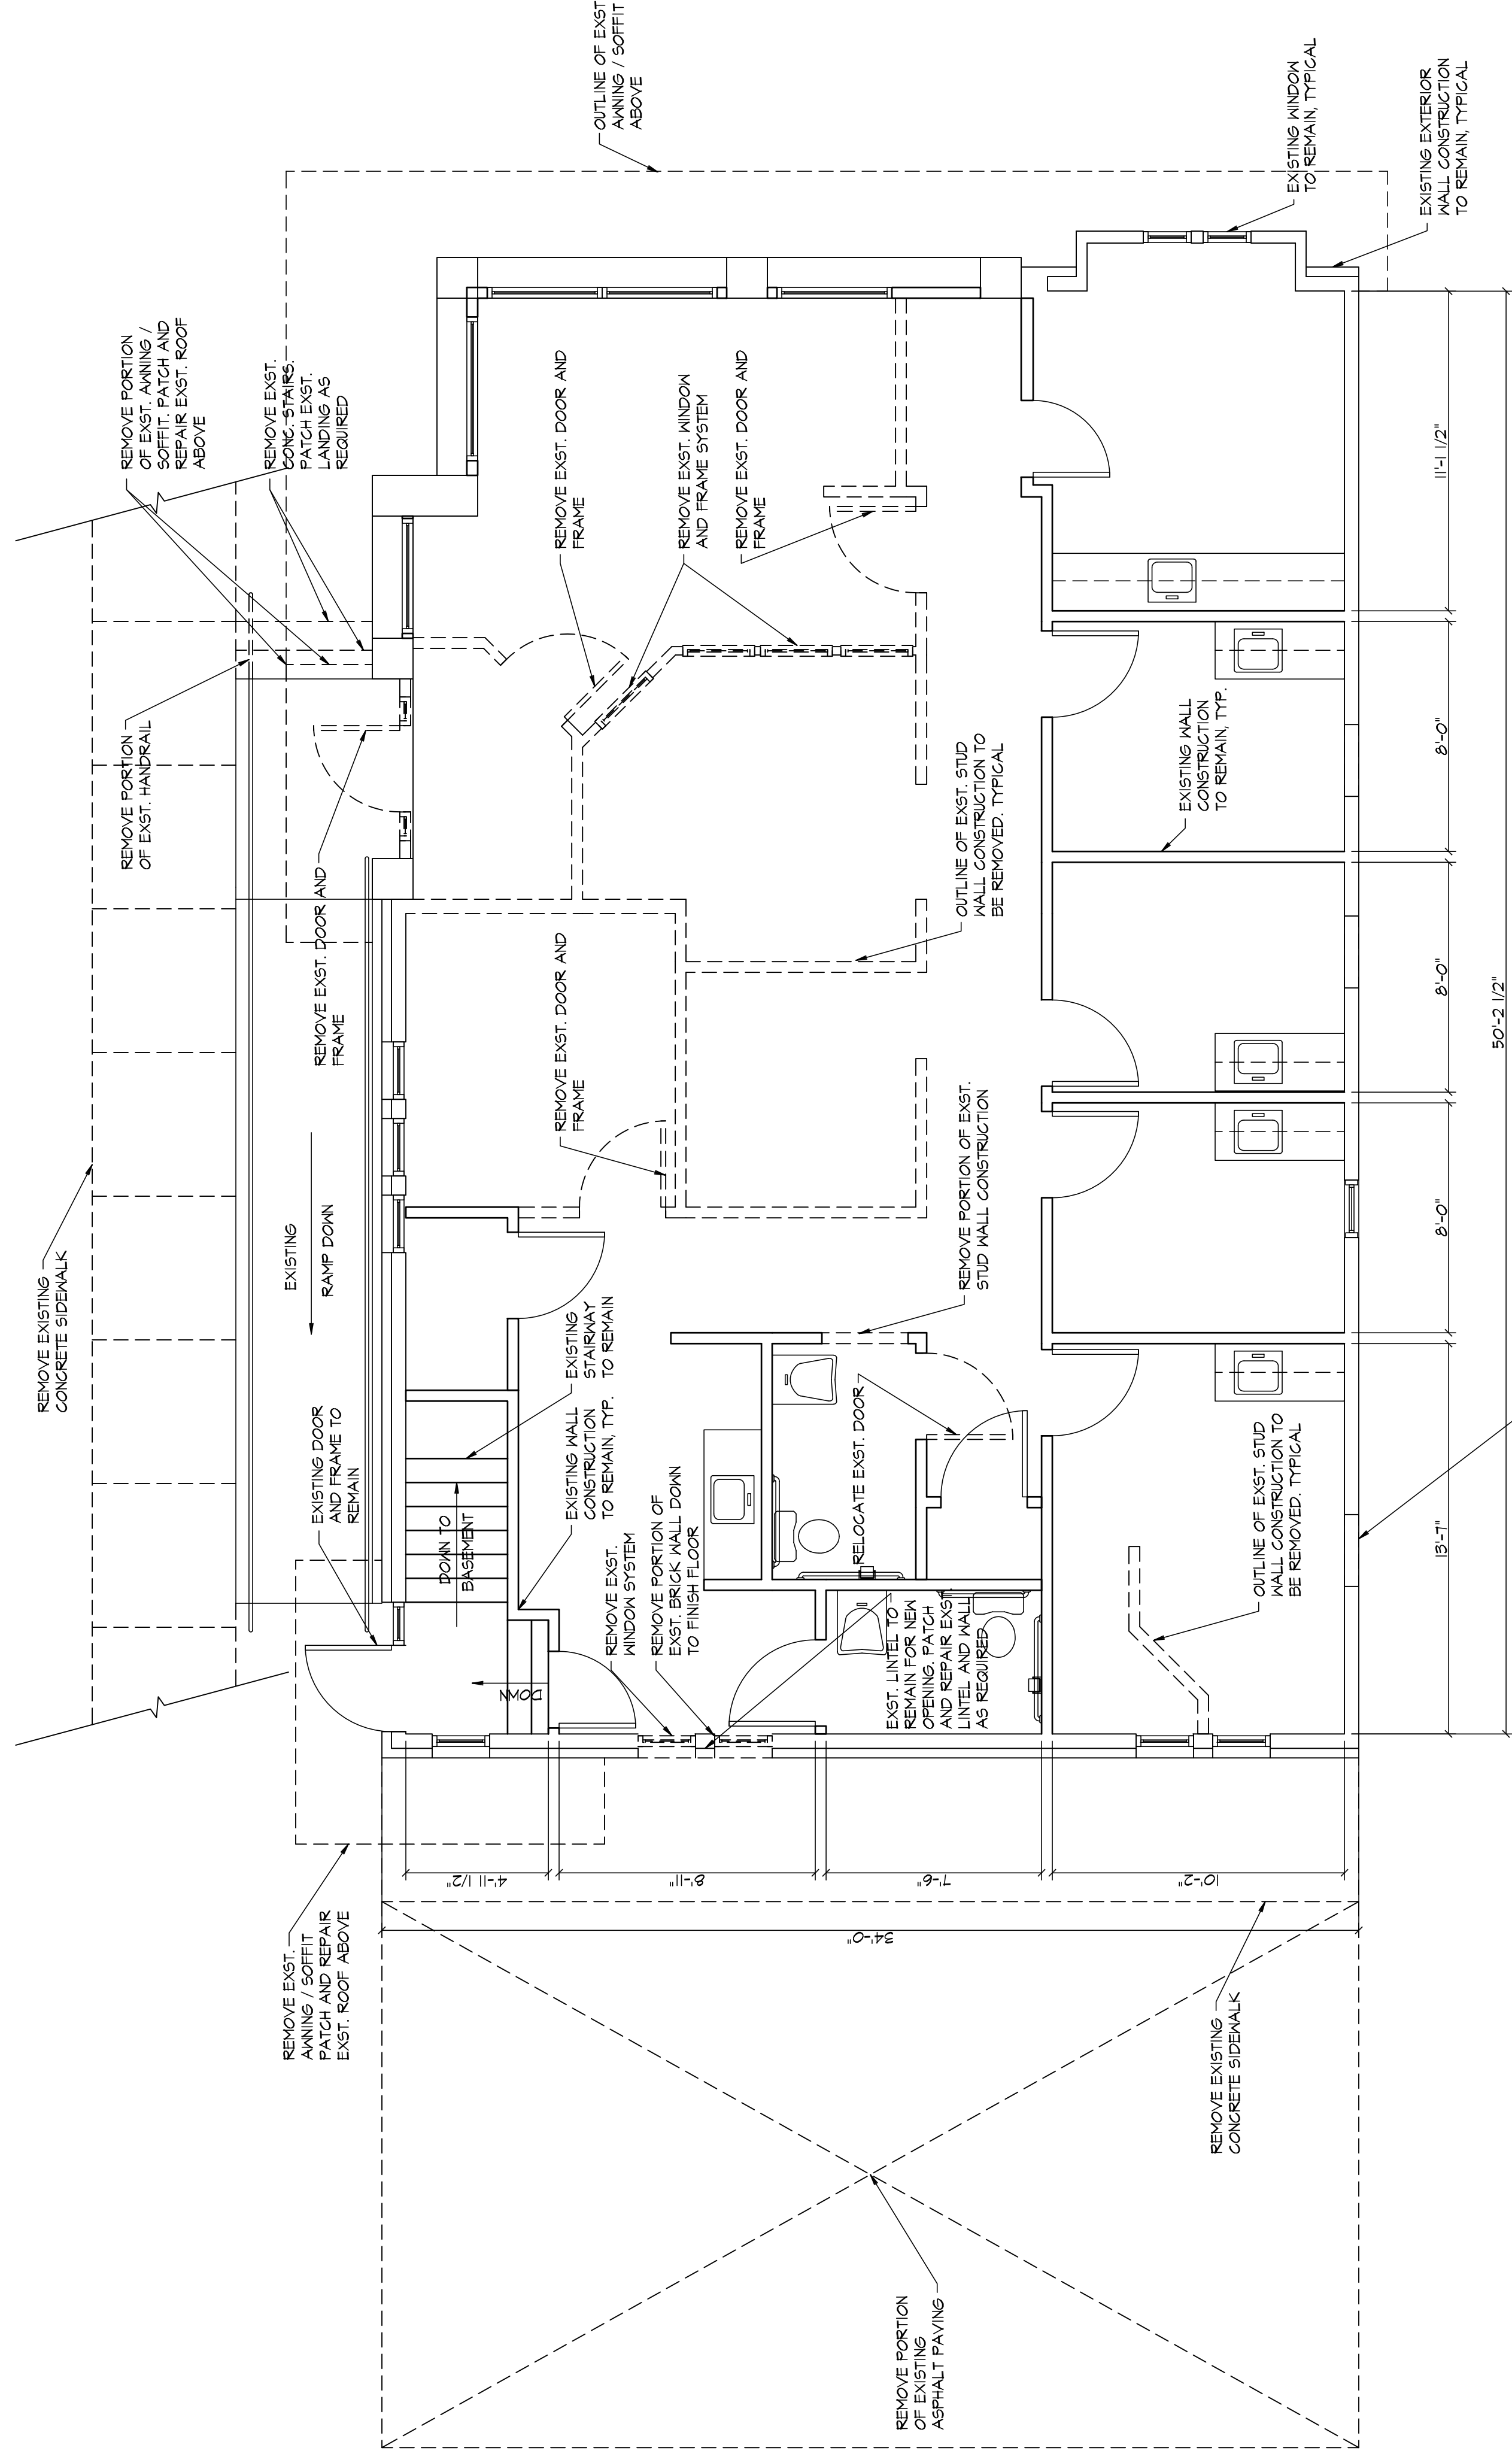 REMOVE EXISTING
CONCRETE SIDEWALK
REMOVE PORTION
OF EXST. AWNING /
SOFFIT. PATCH AND
REPAIR EXST. ROOF
ABOVE
REMOVE EXST.
CONC. STAIRS.
PATCH EXST.
LANDING AS
REQUIRED
OUTLINE OF EXST
AWNING / SOFFIT
ABOVE
EXISTING WINDOW
TO REMAIN, TYPICAL
EXISTING EXTERIOR
WALL CONSTRUCTION
TO REMAIN, TYPICAL
REMOVE PORTION
OF EXST. HANDRAIL
REMOVE EXST. DOOR AND
FRAME
EXISTING
RAMP DOWN
EXISTING DOOR
AND FRAME TO
REMAIN
DOWN TO
BASEMENT
DOWN
REMOVE EXST. DOOR AND
FRAME
REMOVE EXST. WINDOW
AND FRAME SYSTEM
REMOVE EXST. DOOR AND
FRAME
REMOVE EXST. DOOR AND
FRAME
OUTLINE OF EXST. STUD
WALL CONSTRUCTION TO
BE REMOVED. TYPICAL
EXISTING WALL
CONSTRUCTION
TO REMAIN, TYP.
EXISTING
STAIRWAY
TO REMAIN
EXISTING WALL
CONSTRUCTION
TO REMAIN, TYP.
REMOVE EXST.
WINDOW SYSTEM
REMOVE PORTION OF
EXST. BRICK WALL DOWN
TO FINISH FLOOR
REMOVE PORTION OF EXST.
STUD WALL CONSTRUCTION
RELOCATE EXST. DOOR
EXST. LINTEL TO
REMAIN FOR NEW
OPENING. PATCH
AND REPAIR EXST.
LINTEL AND WALL
AS REQUIRED
OUTLINE OF EXST. STUD
WALL CONSTRUCTION TO
BE REMOVED. TYPICAL
REMOVE EXST.
AWNING / SOFFIT
PATCH AND REPAIR
EXST. ROOF ABOVE
REMOVE EXISTING
CONCRETE SIDEWALK
REMOVE PORTION
OF EXISTING
ASPHALT PAVING
4'-11 1/2"
8'-11"
7'-6"
10'-2"
34'-0"
13'-7"
8'-0"
8'-0"
8'-0"
11'-1 1/2"
50'-2 1/2"